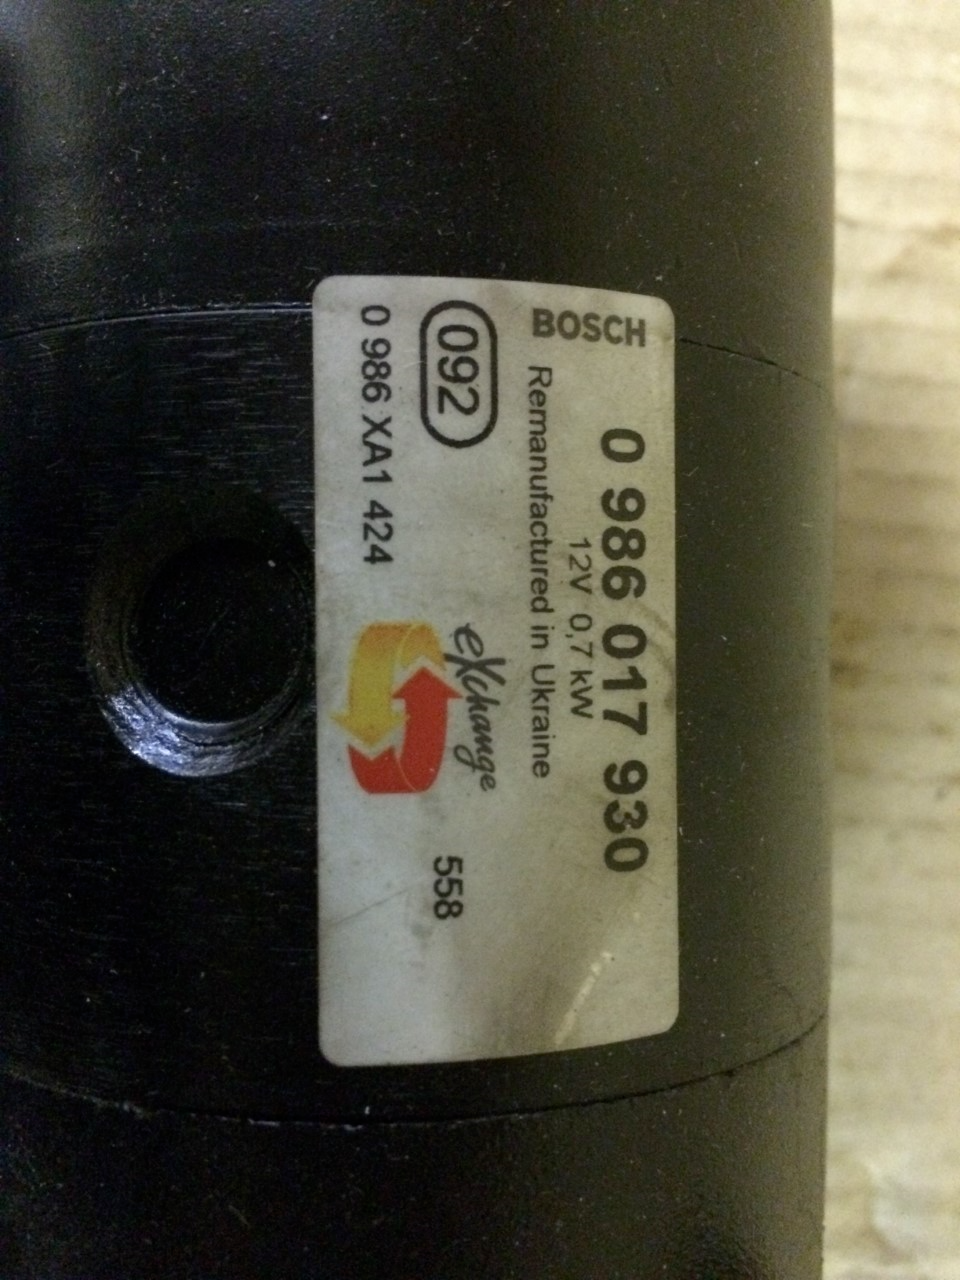 BOSCH
0 986 017 930
12V 0,7 kW
Remanufactured in Ukraine
092
eXchange
558
0 986 XA1 424